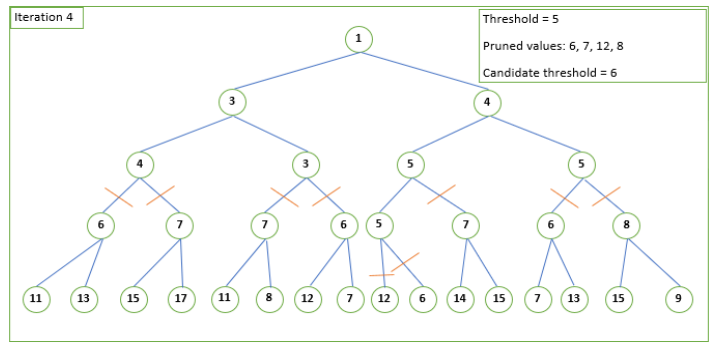 Iteration 4
Threshold = 5
Pruned values: 6, 7, 12, 8
Candidate threshold = 6
1
3 4
4 3 5 5
6 7 7 6 5 7 6 8
11 13 15 17 11 8 12 7 12 6 14 15 7 13 15 9